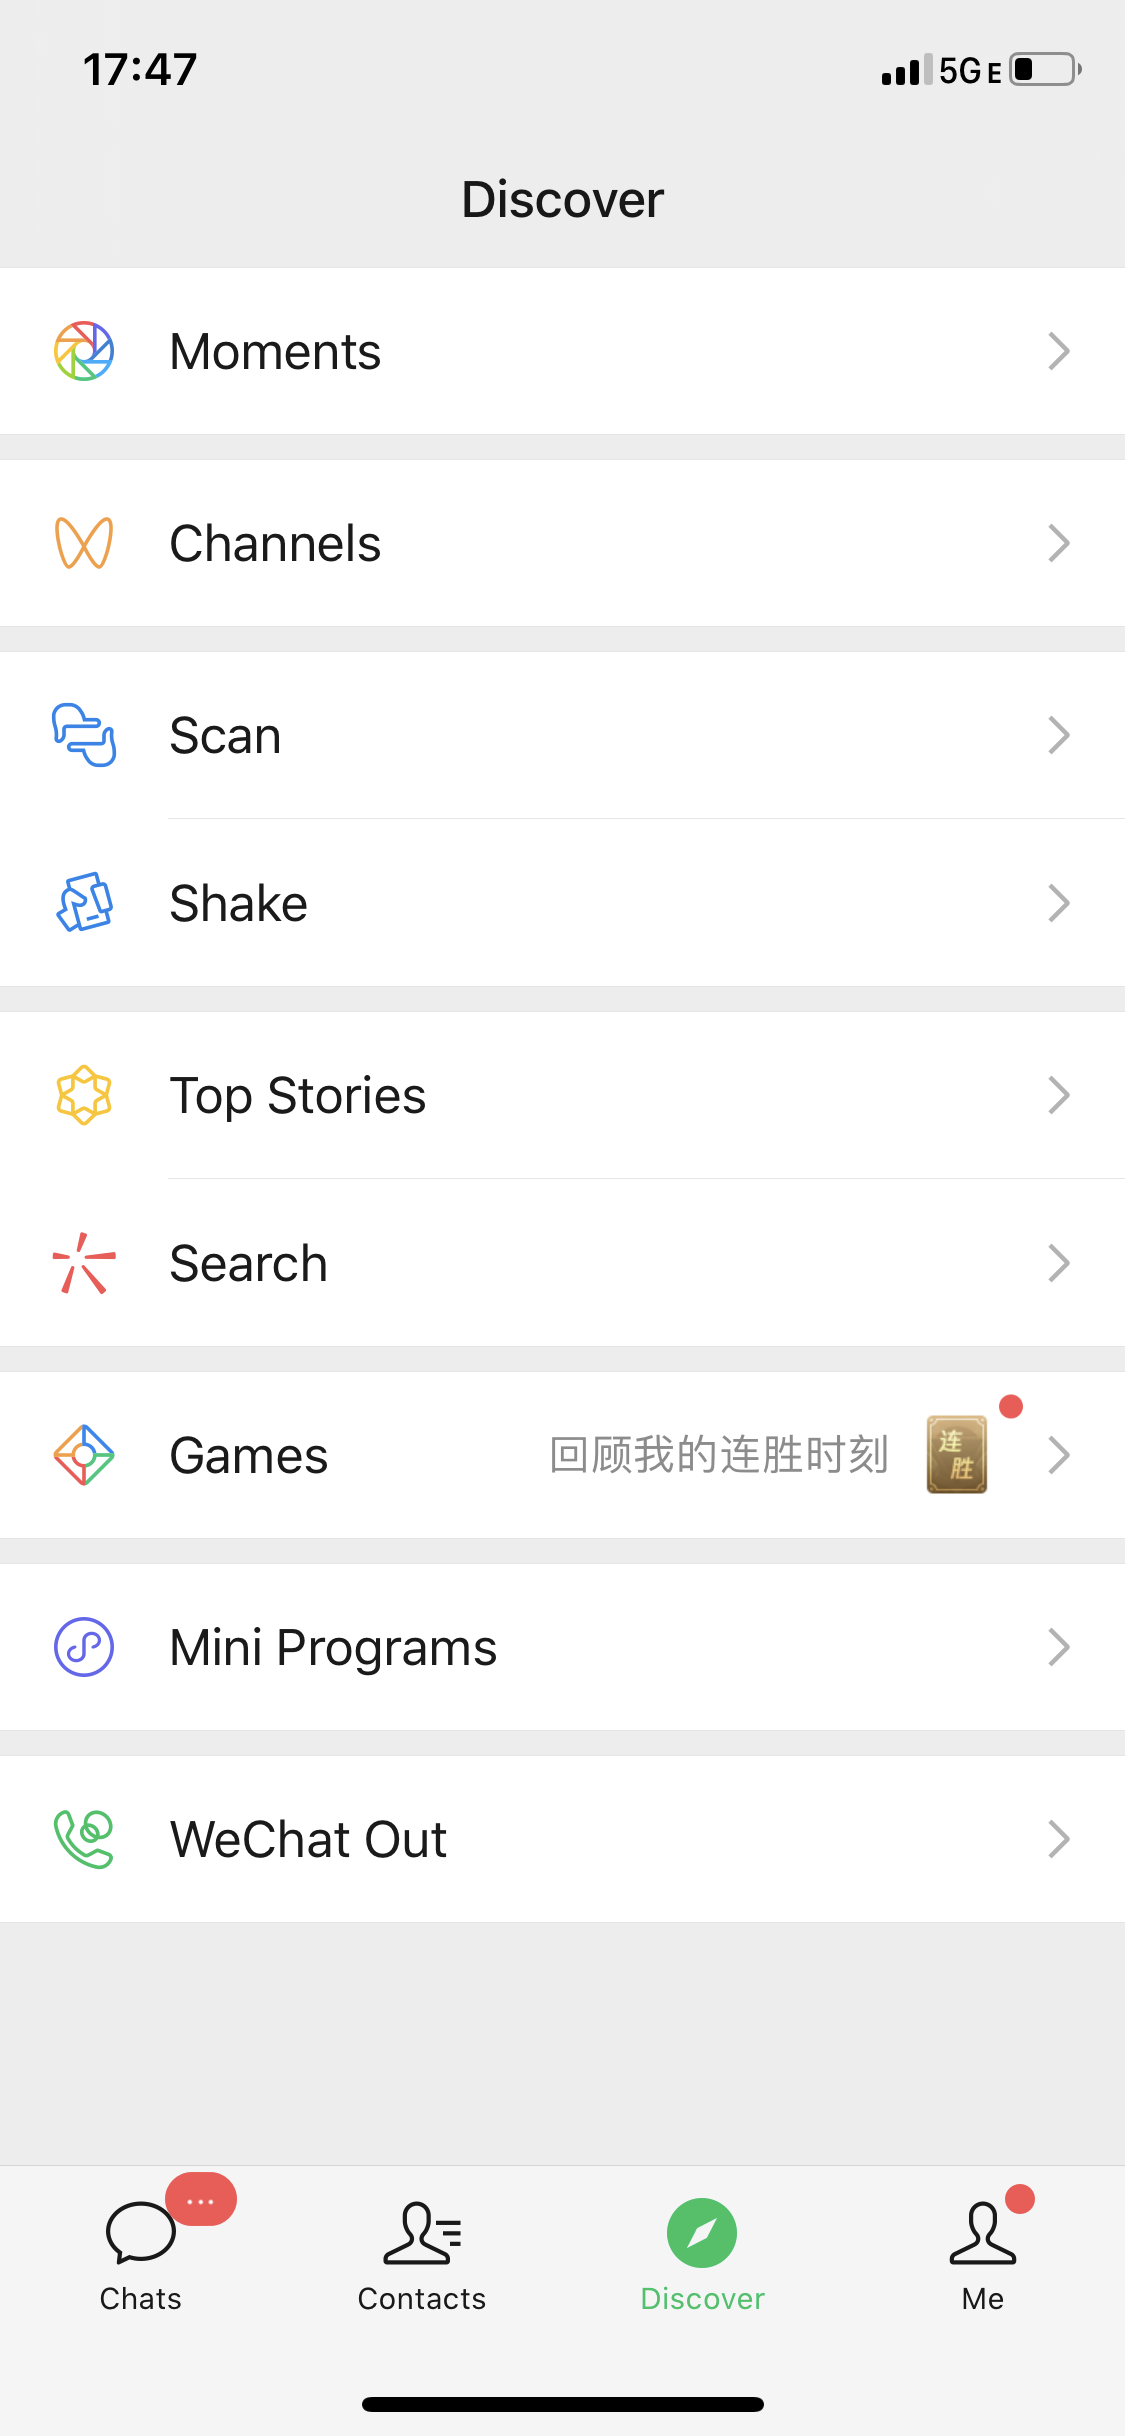 17:47 5G E
Discover
Moments
Channels
Scan
Shake
Top Stories
Search
Games 回顾我的连胜时刻 连胜
Mini Programs
WeChat Out
...
Chats Contacts Discover Me